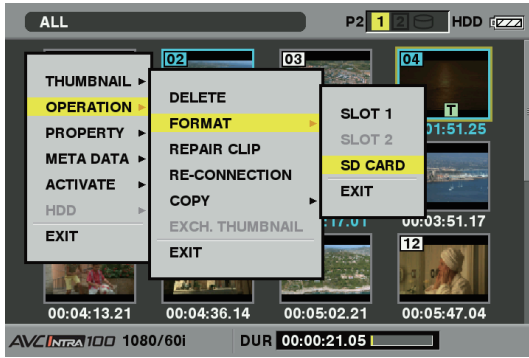 ALL P2 1 2 HDD
02 03 04
THUMBNAIL
OPERATION
PROPERTY
META DATA
ACTIVATE
HDD
EXIT
DELETE
FORMAT
REPAIR CLIP
RE-CONNECTION
COPY
EXCH. THUMBNAIL
EXIT
SLOT 1
SLOT 2
SD CARD
EXIT
T
01:51.25
:17.01 00:03:51.17
12
00:04:13.21 00:04:36.14 00:05:02.21 00:05:47.04
AVC INTRA 100 1080/60i DUR 00:00:21.05